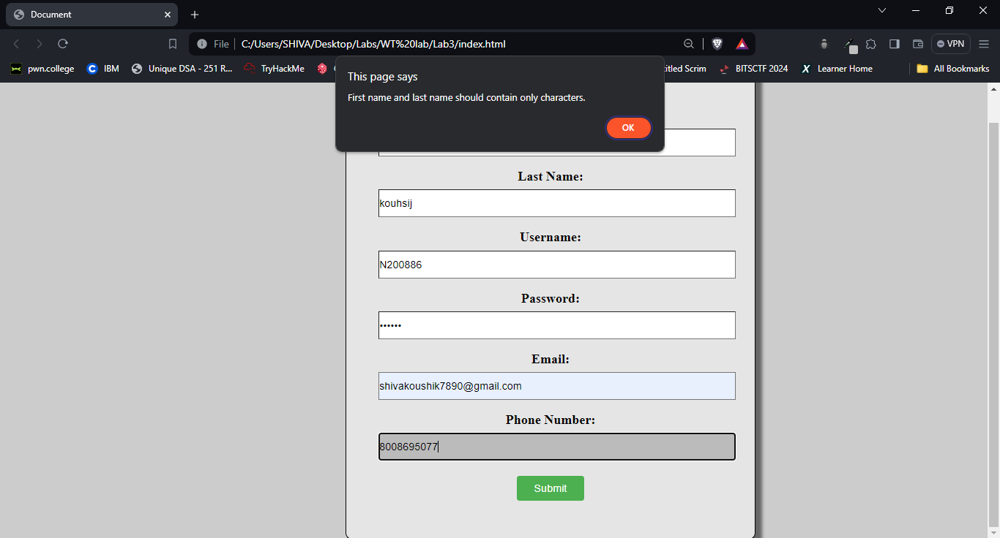 Document
File C:/Users/SHIVA/Desktop/Labs/WT%20lab/Lab3/index.html VPN
pwn.college IBM Unique DSA - 251 R... TryHackMe Scrim BITSCTF 2024 Learner Home All Bookmarks
This page says
First name and last name should contain only characters.
OK
Last Name:
kouhsij
Username:
N200886
Password:
••••••
Email:
shivakoushik7890@gmail.com
Phone Number:
8008695077
Submit